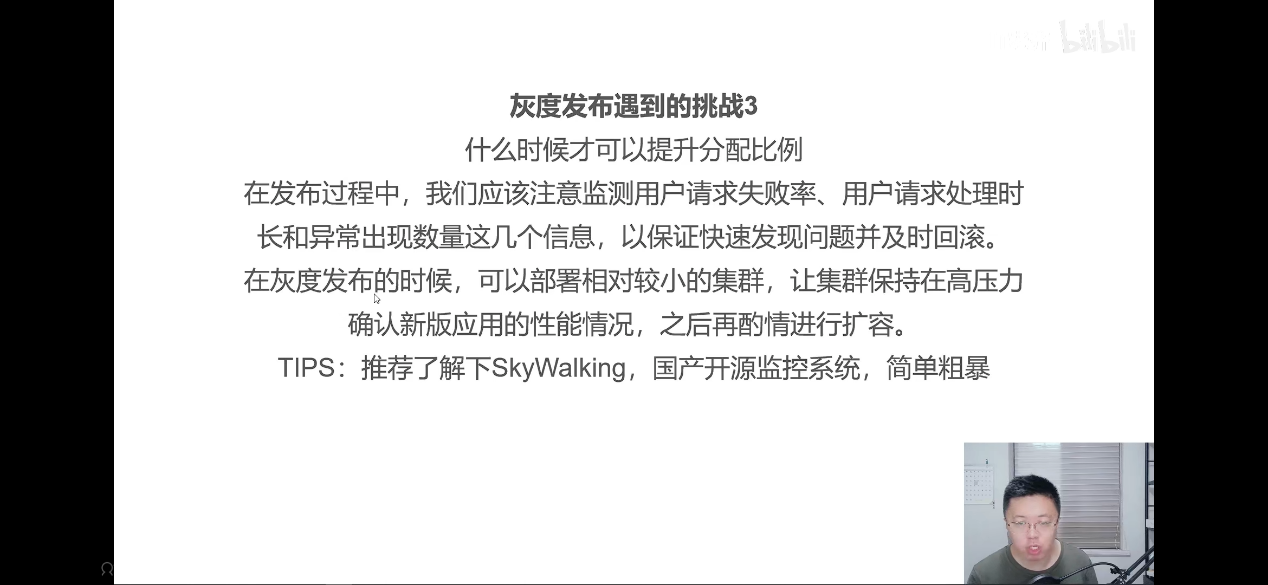 bilibili
灰度发布遇到的挑战3
什么时候才可以提升分配比例
在发布过程中，我们应该注意监测用户请求失败率、用户请求处理时
长和异常出现数量这几个信息，以保证快速发现问题并及时回滚。
在灰度发布的时候，可以部署相对较小的集群，让集群保持在高压力
确认新版应用的性能情况，之后再酌情进行扩容。
TIPS：推荐了解下SkyWalking，国产开源监控系统，简单粗暴